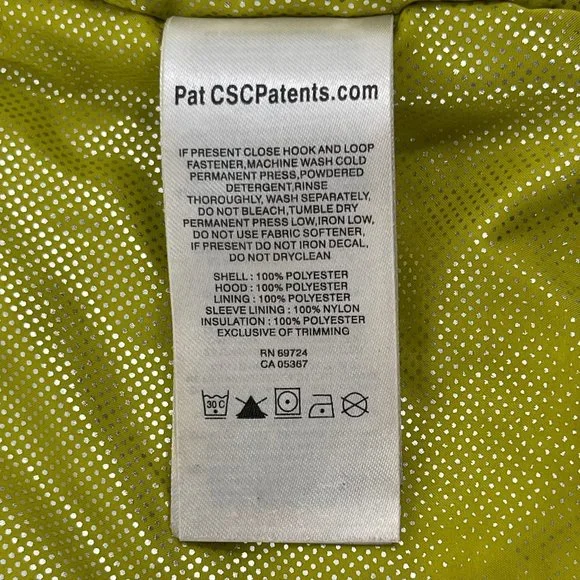 Pat CSCPatents.com
IF PRESENT CLOSE HOOK AND LOOP
FASTENER,MACHINE WASH COLD
PERMANENT PRESS,POWDERED
DETERGENT,RINSE
THOROUGHLY, WASH SEPARATELY,
DO NOT BLEACH,TUMBLE DRY
PERMANENT PRESS LOW,IRON LOW,
DO NOT USE FABRIC SOFTENER,
IF PRESENT DO NOT IRON DECAL,
DO NOT DRYCLEAN
SHELL : 100% POLYESTER
HOOD : 100% POLYESTER
LINING : 100% POLYESTER
SLEEVE LINING : 100% NYLON
INSULATION : 100% POLYESTER
EXCLUSIVE OF TRIMMING
RN 69724
CA 05367
30 C